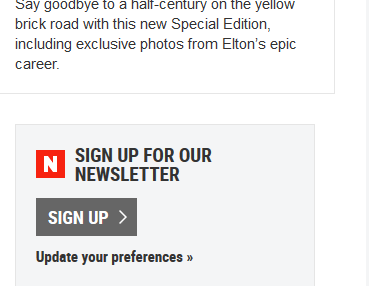 Say goodbye to a half-century on the yellow
brick road with this new Special Edition,
including exclusive photos from Elton's epic
career.
N SIGN UP FOR OUR
NEWSLETTER
SIGN UP >
Update your preferences »